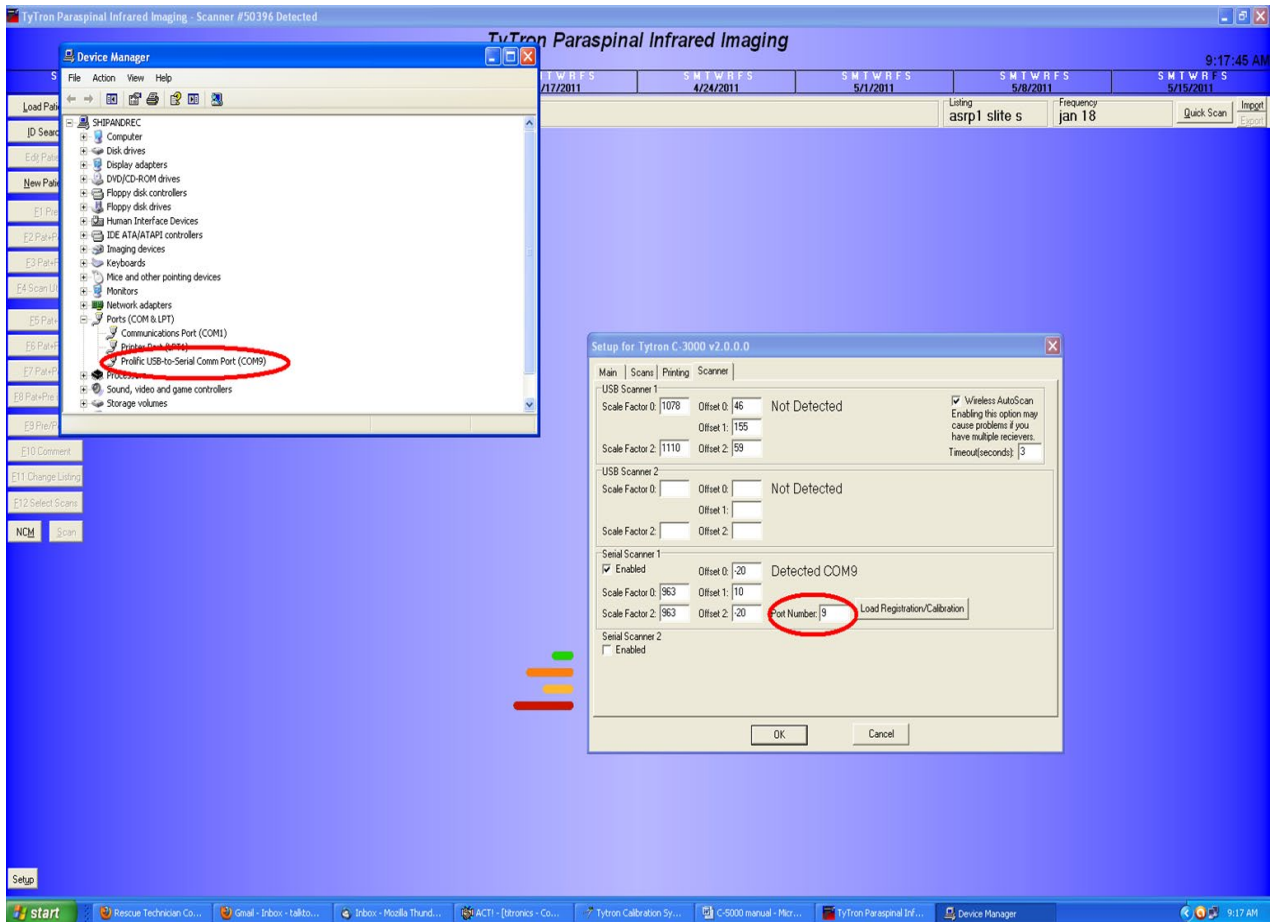 TyTron Paraspinal Infrared Imaging - Scanner #50396 Detected
TyTron Paraspinal Infrared Imaging
9:17:45 AM
S M T W R F S
4/24/2011
S M T W R F S
5/1/2011
S M T W R F S
5/8/2011
S M T W R F S
5/15/2011
Listing
asrp1 slite s
Frequency
jan 18
Quick Scan
Import
Export
Device Manager
File Action View Help
SHIPANDREC
Computer
Disk drives
Display adapters
DVD/CD-ROM drives
Floppy disk controllers
Floppy disk drives
Human Interface Devices
IDE ATA/ATAPI controllers
Imaging devices
Keyboards
Mice and other pointing devices
Monitors
Network adapters
Ports (COM & LPT)
Communications Port (COM1)
Printer Port (LPT1)
Prolific USB-to-Serial Comm Port (COM9)
Sound, video and game controllers
Storage volumes
Load
ID
New
F10 Comment
F11 Change Listing
F12 Select Scans
NCM
Scan
Setup for Tytron C-3000 v2.0.0.0
Main Scans Printing Scanner
USB Scanner 1
Scale Factor 0: 1078 Offset 0: 46 Not Detected
Offset 1: 155
Scale Factor 2: 1110 Offset 2: 59
Wireless AutoScan
Enabling this option may
cause problems if you
have multiple recievers.
Timeout(seconds): 3
USB Scanner 2
Scale Factor 0: Offset 0: Not Detected
Offset 1:
Scale Factor 2: Offset 2:
Serial Scanner 1
Enabled Offset 0: -20 Detected COM9
Scale Factor 0: 963 Offset 1: 10
Scale Factor 2: 963 Offset 2: -20 Port Number: 9 Load Registration/Calibration
Serial Scanner 2
Enabled
OK
Cancel
Setup
start
Rescue Technician Co...
Gmail - Inbox - talkto...
Inbox - Mozilla Thund...
ACT! - [titronics - Co...
Tytron Calibration Sy...
C-5000 manual - Micr...
TyTron Paraspinal Inf...
Device Manager
9:17 AM